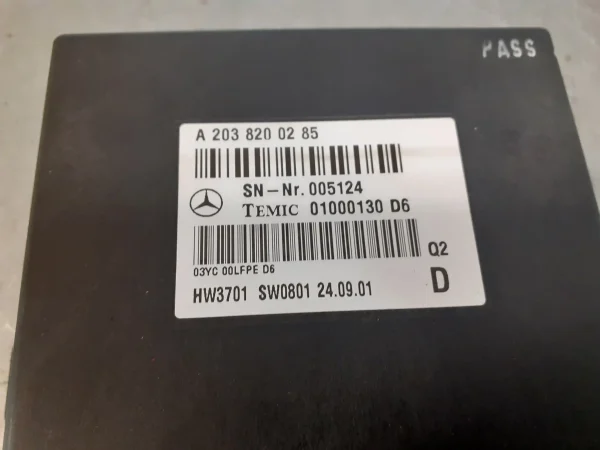 PASS
A 203 820 02 85
SN-Nr. 005124
TEMIC 01000130 D6
Q2
03YC 00LFPE D6
HW3701 SW0801 24.09.01 D